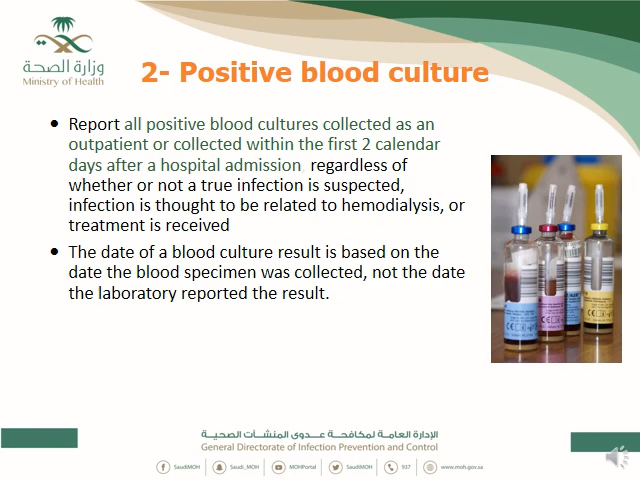 وزارة الصحة
Ministry of Health
2- Positive blood culture
• Report all positive blood cultures collected as an
outpatient or collected within the first 2 calendar
days after a hospital admission, regardless of
whether or not a true infection is suspected,
infection is thought to be related to hemodialysis, or
treatment is received
• The date of a blood culture result is based on the
date the blood specimen was collected, not the date
the laboratory reported the result.
الإدارة العامة لمكافحة عدوى المنشآت الصحية
General Directorate of Infection Prevention and Control
SaudiMOH Saudi_MOH MOHPortal SaudiMOH 937 www.moh.gov.sa